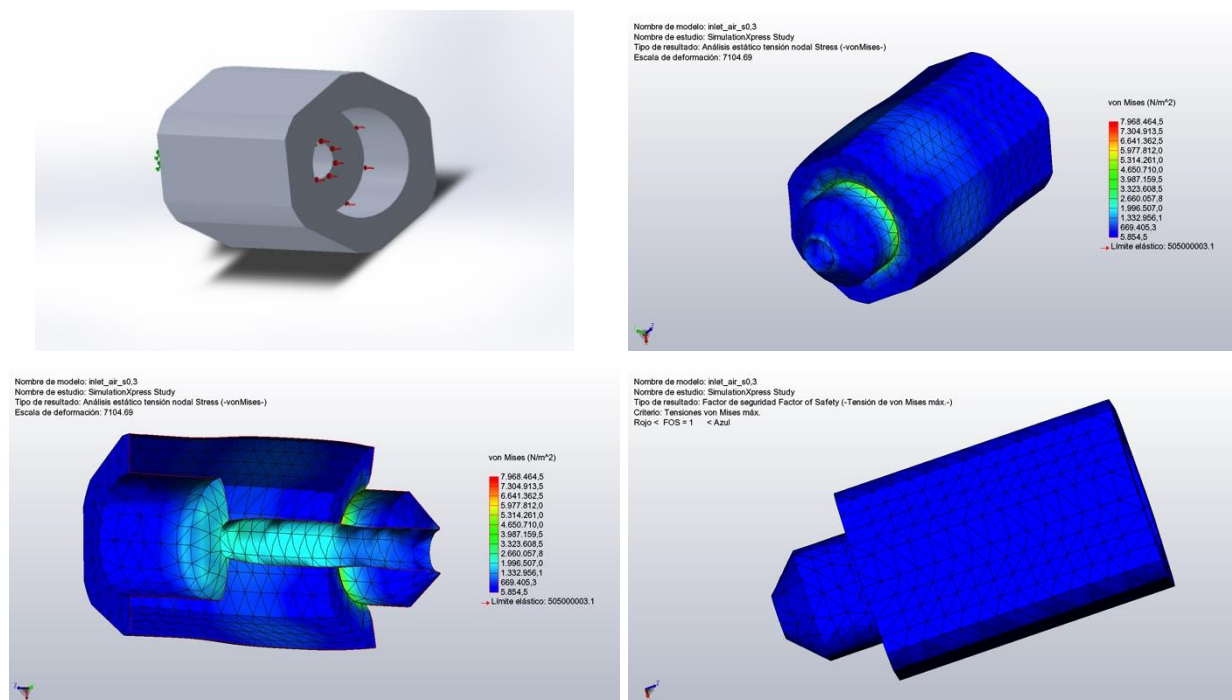 Nombre de modelo: inlet_air_s0,3
Nombre de estudio: SimulationXpress Study
Tipo de resultado: Análisis estático tensión nodal Stress (-vonMises-)
Escala de deformación: 7104.69
von Mises (N/m^2)
7.968.464,5
7.304.913,5
6.641.362,5
5.977.812,0
5.314.261,0
4.650.710,0
3.987.159,5
3.323.608,5
2.660.057,8
1.996.507,0
1.332.956,1
669.405,3
5.854,5
Límite elástico: 505000003.1
Nombre de modelo: inlet_air_s0,3
Nombre de estudio: SimulationXpress Study
Tipo de resultado: Análisis estático tensión nodal Stress (-vonMises-)
Escala de deformación: 7104.69
von Mises (N/m^2)
7.968.464,5
7.304.913,5
6.641.362,5
5.977.812,0
5.314.261,0
4.650.710,0
3.987.159,5
3.323.608,5
2.660.057,8
1.996.507,0
1.332.956,1
669.405,3
5.854,5
Límite elástico: 505000003.1
Nombre de modelo: inlet_air_s0,3
Nombre de estudio: SimulationXpress Study
Tipo de resultado: Factor de seguridad Factor of Safety (-Tensión de von Mises máx.-)
Criterio: Tensiones von Mises máx.
Rojo < FOS = 1 < Azul